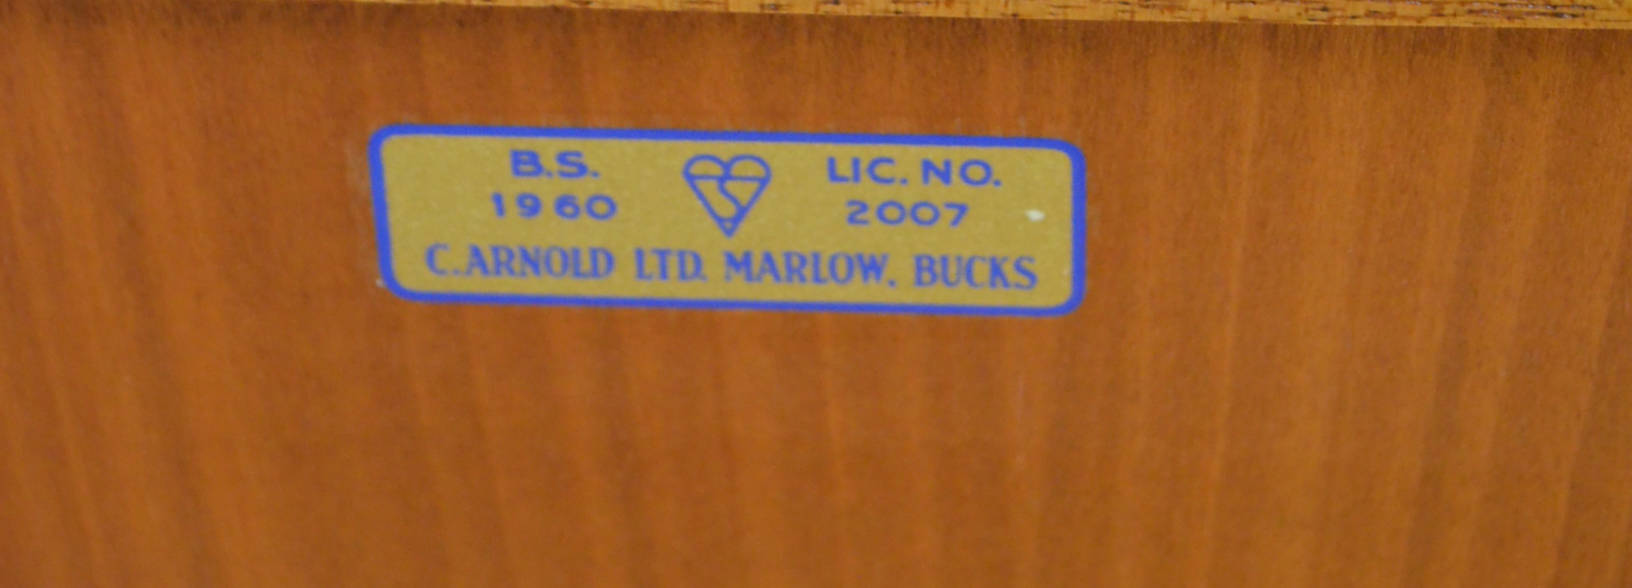 B.S.
1960
LIC. NO.
2007
C. ARNOLD LTD. MARLOW. BUCKS